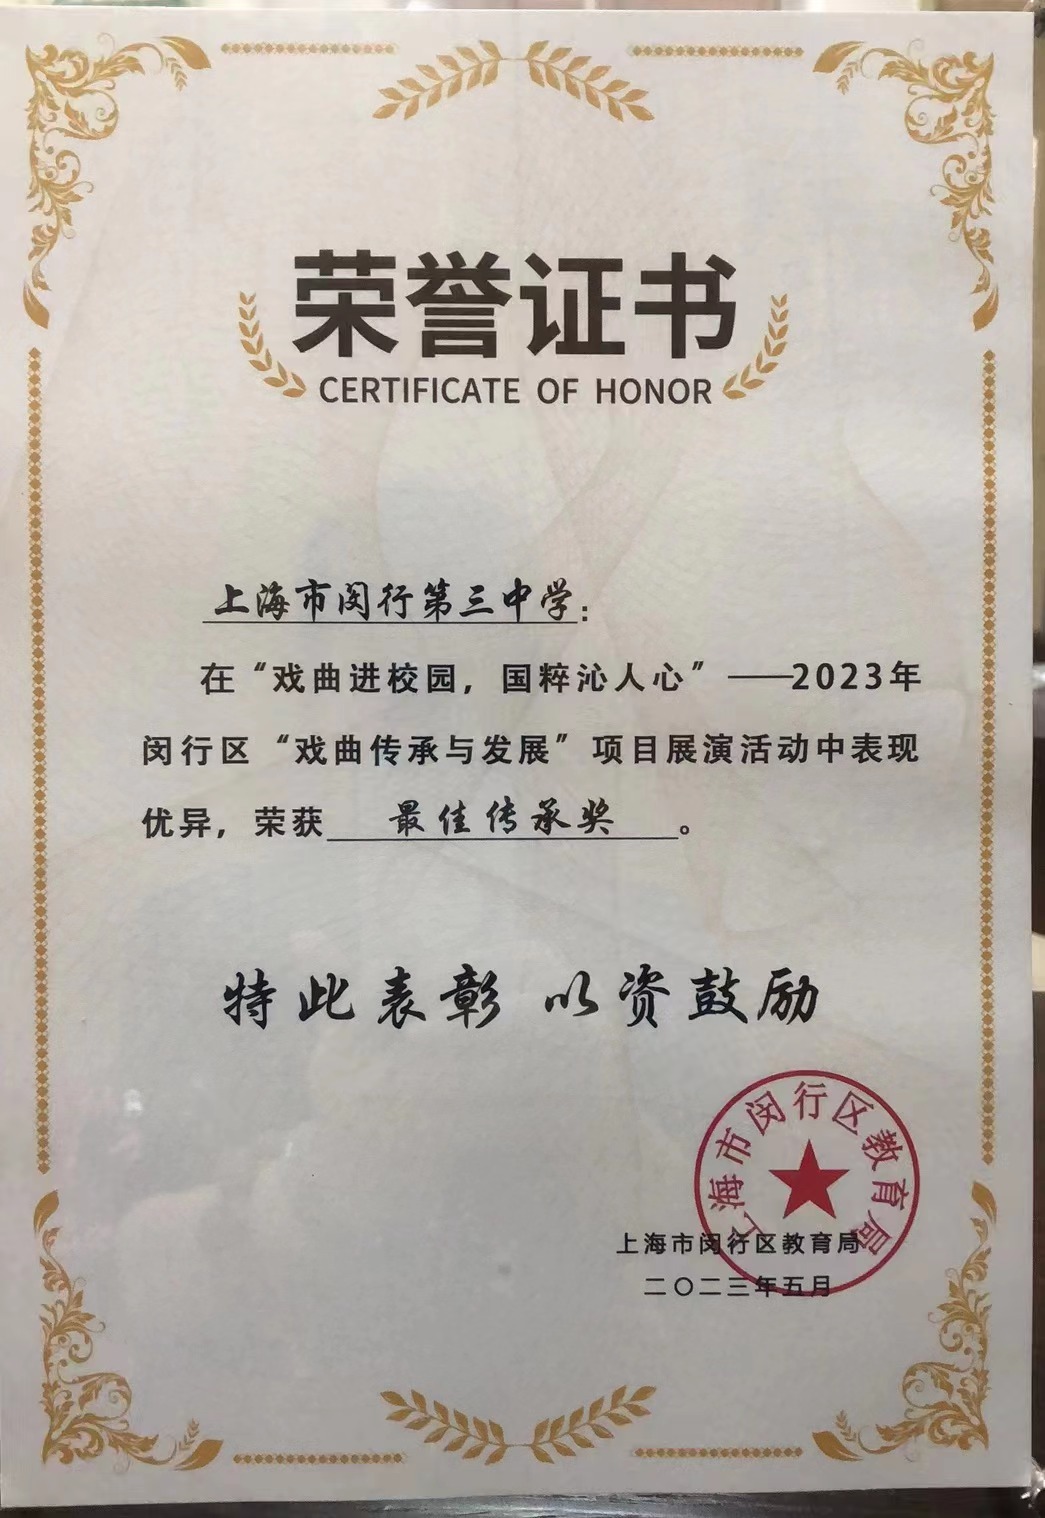 荣誉证书
CERTIFICATE OF HONOR
上海市闵行第三中学：
在“戏曲进校园，国粹沁人心”——2023年
闵行区“戏曲传承与发展”项目展演活动中表现
优异，荣获 最佳传承奖 。
特此表彰 以资鼓励
上海市闵行区教育局
上海市闵行区教育局
二〇二三年五月